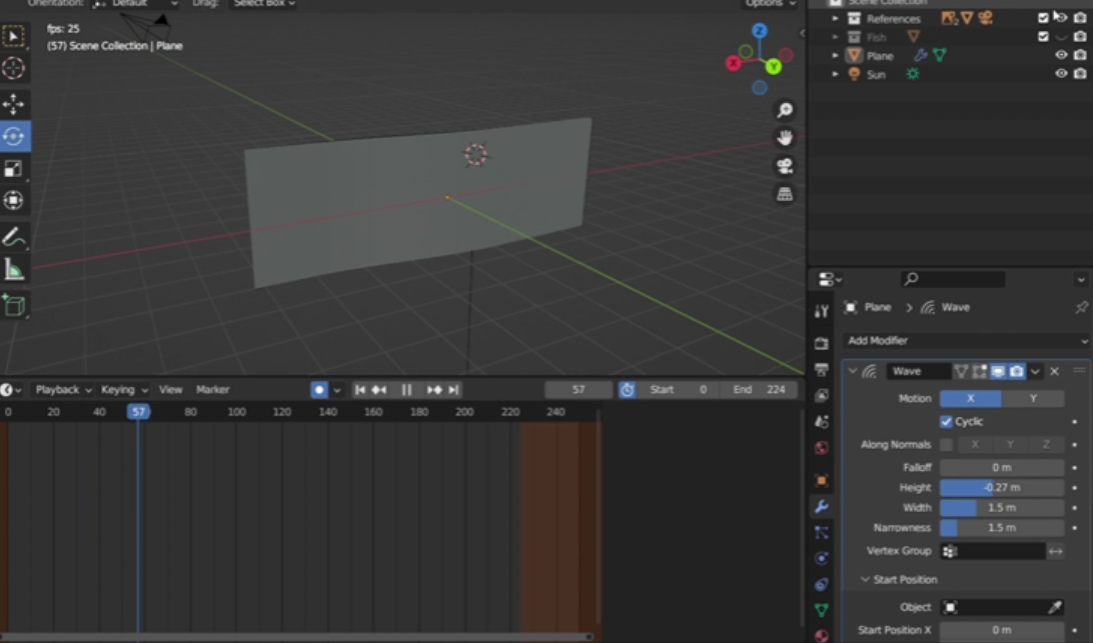 Orientation: Default Drag: Select Box Options
fps: 25
(57) Scene Collection | Plane
Z
X
Y
Scene Collection
References 2
Fish
Plane
Sun
Plane > Wave
Add Modifier
Wave
Motion X Y
Cyclic
Along Normals X Y Z
Falloff 0 m
Height -0.27 m
Width 1.5 m
Narrowness 1.5 m
Vertex Group
Start Position
Object
Start Position X 0 m
Playback Keying View Marker 57 Start 0 End 224
0 20 40 57 80 100 120 140 160 180 200 220 240